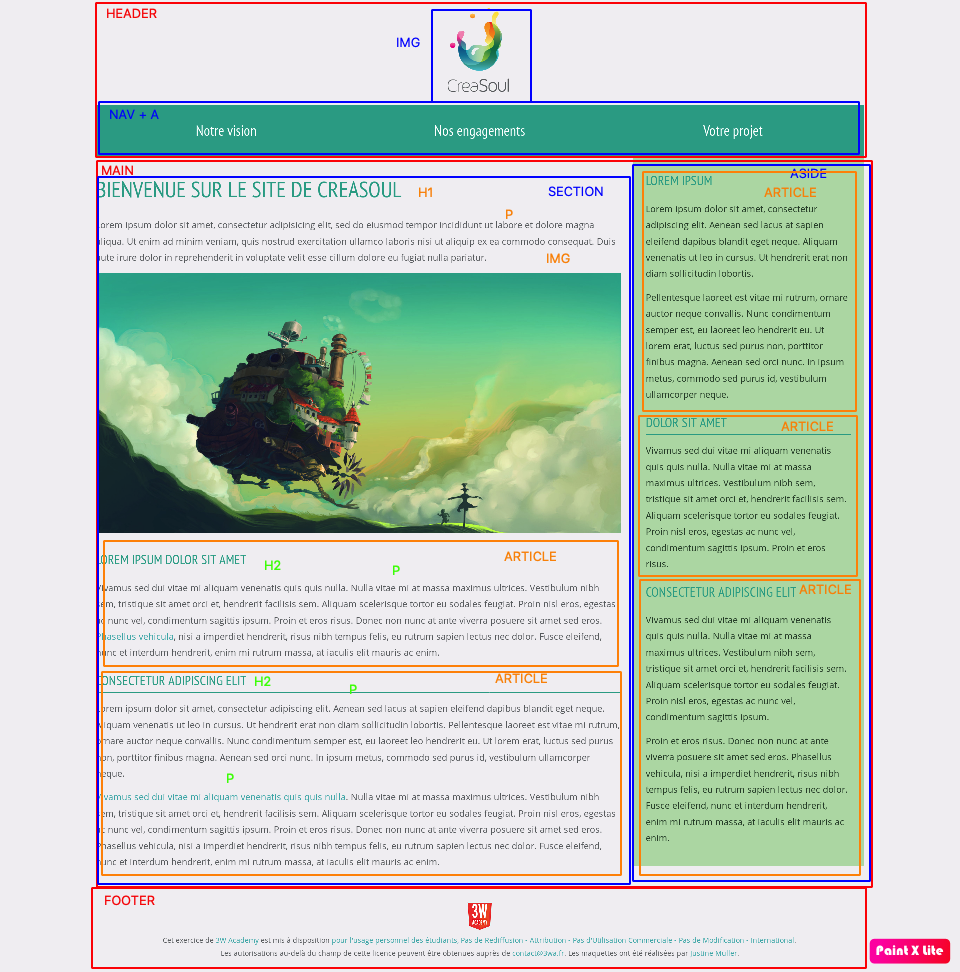 HEADER
IMG
CreaSoul
NAV + A
Notre vision
Nos engagements
Votre projet
MAIN
BIENVENUE SUR LE SITE DE CREASOUL
H1
SECTION
P
Lorem ipsum dolor sit amet, consectetur adipisicing elit, sed do eiusmod tempor incididunt ut labore et dolore magna
aliqua. Ut enim ad minim veniam, quis nostrud exercitation ullamco laboris nisi ut aliquip ex ea commodo consequat. Duis
aute irure dolor in reprehenderit in voluptate velit esse cillum dolore eu fugiat nulla pariatur.
IMG
LOREM IPSUM DOLOR SIT AMET
H2
ARTICLE
P
Vivamus sed dui vitae mi aliquam venenatis quis quis nulla. Nulla vitae mi at massa maximus ultrices. Vestibulum nibh
sem, tristique sit amet orci et, hendrerit facilisis sem. Aliquam scelerisque tortor eu sodales feugiat. Proin nisl eros, egestas
ac nunc vel, condimentum sagittis ipsum. Proin et eros risus. Donec non nunc at ante viverra posuere sit amet sed eros.
Phasellus vehicula, nisi a imperdiet hendrerit, risus nibh tempus felis, eu rutrum sapien lectus nec dolor. Fusce eleifend,
nunc et interdum hendrerit, enim mi rutrum massa, at iaculis elit mauris ac enim.
CONSECTETUR ADIPISCING ELIT
H2
ARTICLE
P
Lorem ipsum dolor sit amet, consectetur adipiscing elit. Aenean sed lacus at sapien eleifend dapibus blandit eget neque.
Aliquam venenatis ut leo in cursus. Ut hendrerit erat non diam sollicitudin lobortis. Pellentesque laoreet est vitae mi rutrum,
ornare auctor neque convallis. Nunc condimentum semper est, eu laoreet leo hendrerit eu. Ut lorem erat, luctus sed purus
non, porttitor finibus magna. Aenean sed orci nunc. In ipsum metus, commodo sed purus id, vestibulum ullamcorper
neque.
P
Vivamus sed dui vitae mi aliquam venenatis quis quis nulla. Nulla vitae mi at massa maximus ultrices. Vestibulum nibh
sem, tristique sit amet orci et, hendrerit facilisis sem. Aliquam scelerisque tortor eu sodales feugiat. Proin nisl eros, egestas
ac nunc vel, condimentum sagittis ipsum. Proin et eros risus. Donec non nunc at ante viverra posuere sit amet sed eros.
Phasellus vehicula, nisi a imperdiet hendrerit, risus nibh tempus felis, eu rutrum sapien lectus nec dolor. Fusce eleifend,
nunc et interdum hendrerit, enim mi rutrum massa, at iaculis elit mauris ac enim.
ASIDE
LOREM IPSUM
ARTICLE
Lorem ipsum dolor sit amet, consectetur
adipiscing elit. Aenean sed lacus at sapien
eleifend dapibus blandit eget neque. Aliquam
venenatis ut leo in cursus. Ut hendrerit erat non
diam sollicitudin lobortis.
Pellentesque laoreet est vitae mi rutrum, ornare
auctor neque convallis. Nunc condimentum
semper est, eu laoreet leo hendrerit eu. Ut
lorem erat, luctus sed purus non, porttitor
finibus magna. Aenean sed orci nunc. In ipsum
metus, commodo sed purus id, vestibulum
ullamcorper neque.
DOLOR SIT AMET
ARTICLE
Vivamus sed dui vitae mi aliquam venenatis
quis quis nulla. Nulla vitae mi at massa
maximus ultrices. Vestibulum nibh sem,
tristique sit amet orci et, hendrerit facilisis sem.
Aliquam scelerisque tortor eu sodales feugiat.
Proin nisl eros, egestas ac nunc vel,
condimentum sagittis ipsum. Proin et eros
risus.
CONSECTETUR ADIPISCING ELIT
ARTICLE
Vivamus sed dui vitae mi aliquam venenatis
quis quis nulla. Nulla vitae mi at massa
maximus ultrices. Vestibulum nibh sem,
tristique sit amet orci et, hendrerit facilisis sem.
Aliquam scelerisque tortor eu sodales feugiat.
Proin nisl eros, egestas ac nunc vel,
condimentum sagittis ipsum.
Proin et eros risus. Donec non nunc at ante
viverra posuere sit amet sed eros. Phasellus
vehicula, nisi a imperdiet hendrerit, risus nibh
tempus felis, eu rutrum sapien lectus nec dolor.
Fusce eleifend, nunc et interdum hendrerit,
enim mi rutrum massa, at iaculis elit mauris ac
enim.
FOOTER
3W
ACADEMY
Cet exercice de 3W Academy est mis à disposition pour l'usage personnel des étudiants, Pas de Rediffusion - Attribution - Pas d'Utilisation Commerciale - Pas de Modification - International.
Les autorisations au-delà du champ de cette licence peuvent être obtenues auprès de contact@3wa.fr. Les maquettes ont été réalisées par Justine Muller.
Paint X Lite